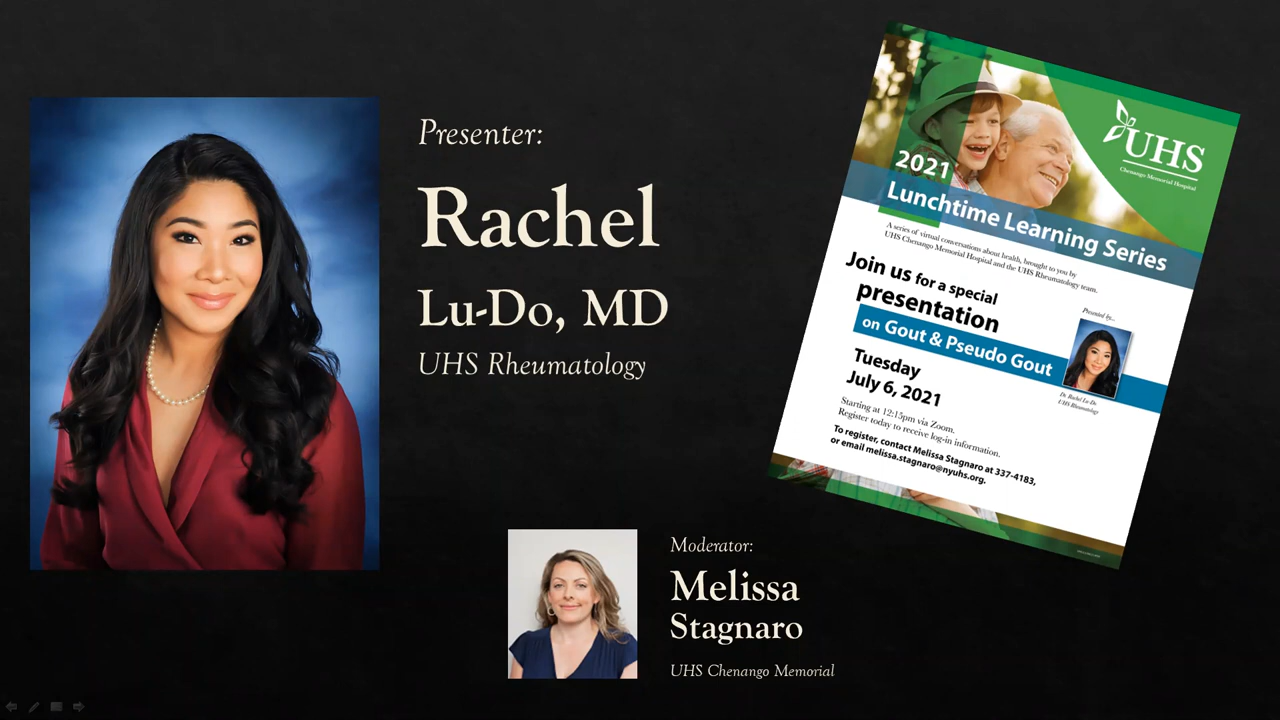 Presenter:
Rachel
Lu-Do, MD
UHS Rheumatology
Moderator:
Melissa
Stagnaro
UHS Chenango Memorial
UHS
Chenango Memorial Hospital
2021
Lunchtime Learning Series
A series of virtual conversations about health, brought to you by
UHS Chenango Memorial Hospital and the UHS Rheumatology team.
Join us for a special
presentation
on Gout & Pseudo Gout
Presented by...
Dr. Rachel Lu-Do
UHS Rheumatology
Tuesday
July 6, 2021
Starting at 12:15pm via Zoom.
Register today to receive log-in information.
To register, contact Melissa Stagnaro at 337-4183,
or email melissa.stagnaro@nyuhs.org.